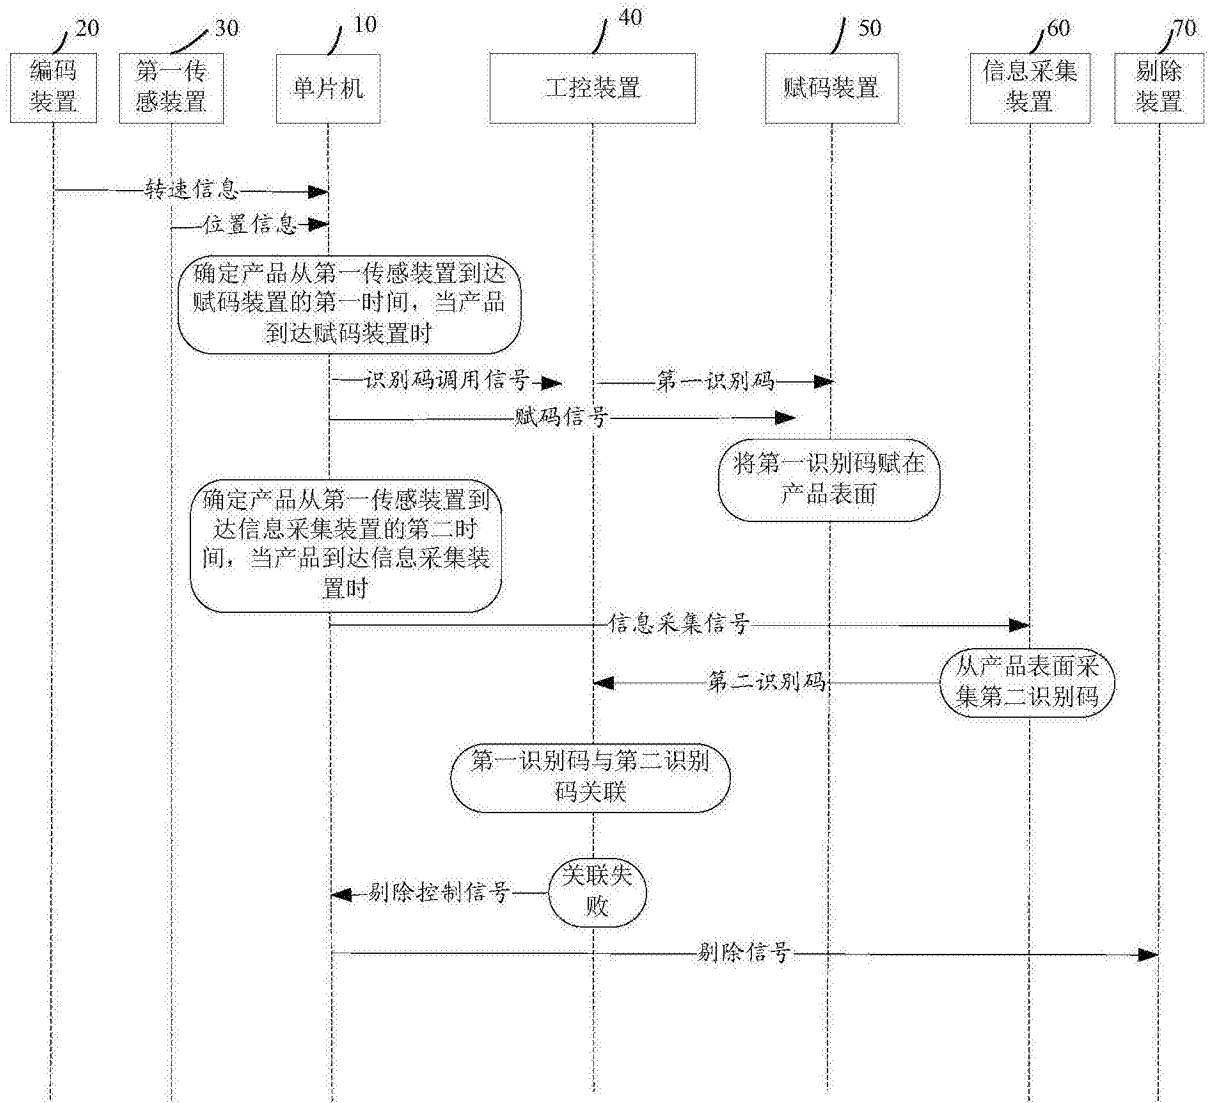 20
30
10
40
50
60
70
编码
装置
第一传
感装置
单片机
工控装置
赋码装置
信息采集
装置
剔除
装置
转速信息
位置信息
确定产品从第一传感装置到达
赋码装置的第一时间，当产品
到达赋码装置时
识别码调用信号
第一识别码
赋码信号
将第一识别码赋在
产品表面
确定产品从第一传感装置到
达信息采集装置的第二时
间，当产品到达信息采集装
置时
信息采集信号
从产品表面采
集第二识别码
第二识别码
第一识别码与第二识别
码关联
关联失
败
剔除控制信号
剔除信号